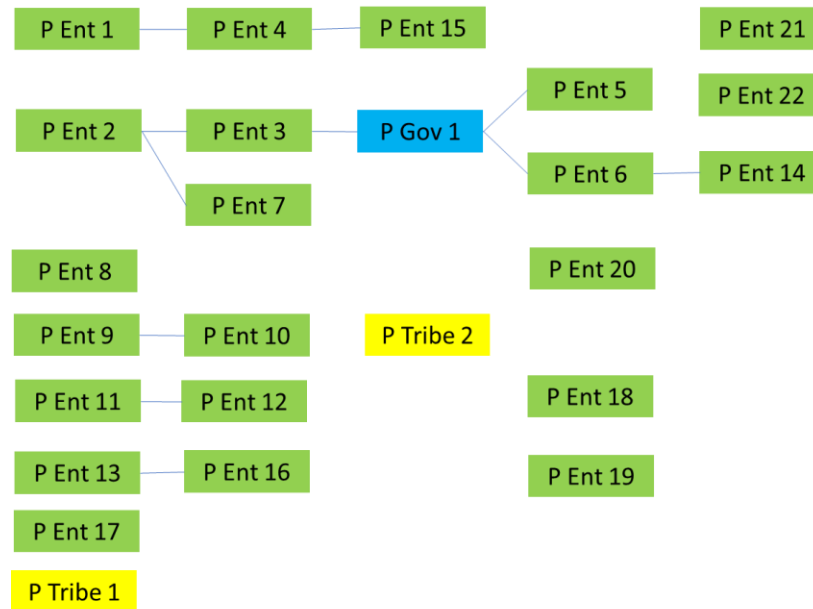 P Ent 1
P Ent 4
P Ent 15
P Ent 21
P Ent 5
P Ent 22
P Ent 2
P Ent 3
P Gov 1
P Ent 6
P Ent 14
P Ent 7
P Ent 8
P Ent 20
P Ent 9
P Ent 10
P Tribe 2
P Ent 11
P Ent 12
P Ent 18
P Ent 13
P Ent 16
P Ent 19
P Ent 17
P Tribe 1